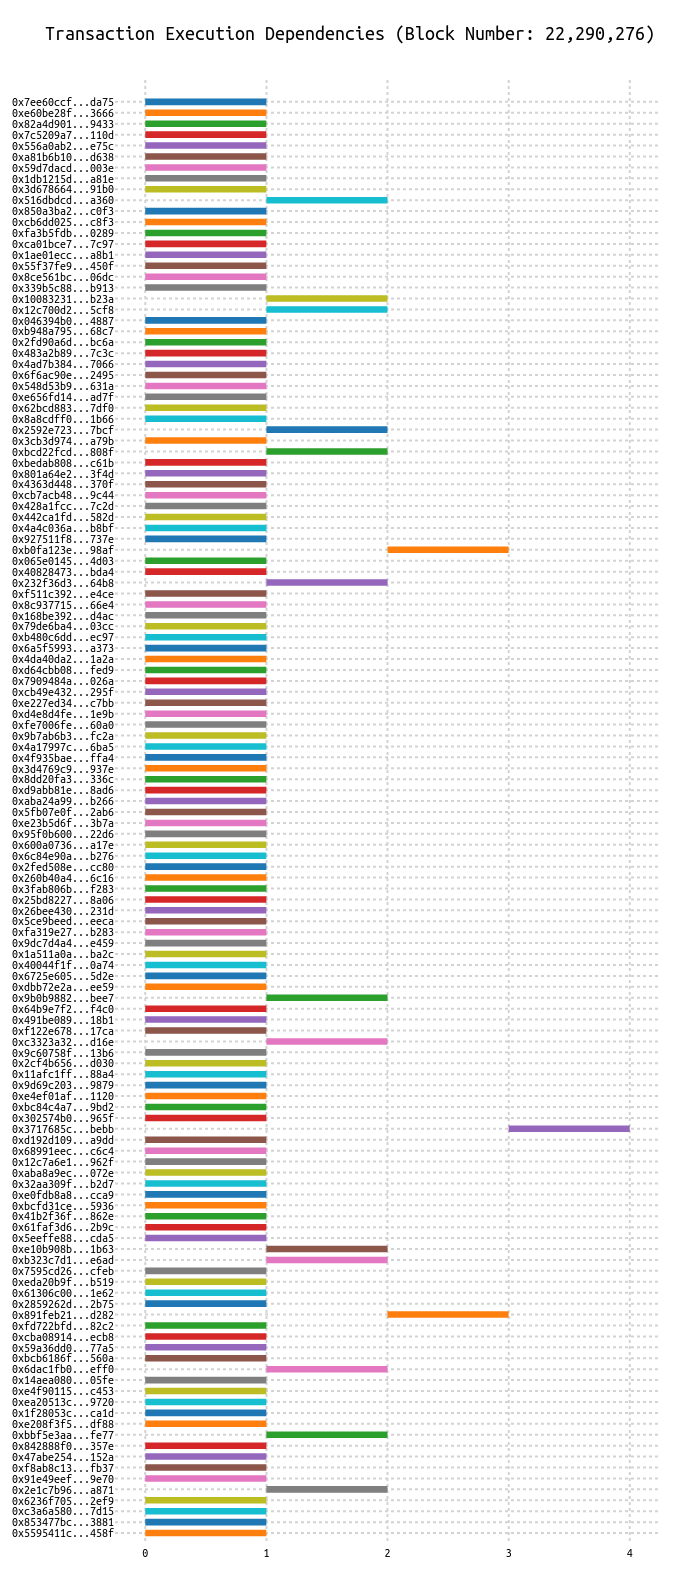 Transaction Execution Dependencies (Block Number: 22,290,276)
0x7ee60ccf...da75
0xe60be28f...3666
0x82a4d901...9433
0x7c5209a7...110d
0x556a0ab2...e75c
0xa81b6b10...d638
0x59d7dacd...003e
0x1db1215d...a81e
0x3d678664...91b0
0x516dbdcd...a360
0x850a3ba2...c0f3
0xcb6dd025...c8f3
0xfa3b5fdb...0289
0xca01bce7...7c97
0x1ae01ecc...a8b1
0x55f37fe9...450f
0x8ce561bc...06dc
0x339b5c88...b913
0x10083231...b23a
0x12c700d2...5cf8
0x046394b0...4887
0xb948a795...68c7
0x2fd90a6d...bc6a
0x483a2b89...7c3c
0x4ad7b384...7066
0x6f6ac90e...2495
0x548d53b9...631a
0xe656fd14...ad7f
0x62bcd883...7df0
0x8a8cdff0...1b66
0x2592e723...7bcf
0x3cb3d974...a79b
0xbcd22fcd...808f
0xbedab808...c61b
0x801a64e2...3f4d
0x4363d448...370f
0xcb7acb48...9c44
0x428a1fcc...7c2d
0x442ca1fd...582d
0x4a4c036a...b8bf
0x927511f8...737e
0xb0fa123e...98af
0x065e0145...4d03
0x40828473...bda4
0x232f36d3...64b8
0xf511c392...e4ce
0x8c937715...66e4
0x168be392...d4ac
0x79de6ba4...03cc
0xb480c6dd...ec97
0x6a5f5993...a373
0x4da40da2...1a2a
0xd64cbb08...fed9
0x7909484a...026a
0xcb49e432...295f
0xe227ed34...c7bb
0xd4e8d4fe...1e9b
0xfe7006fe...60a0
0x9b7ab6b3...fc2a
0x4a17997c...6ba5
0x4f935bae...ffa4
0x3d4769c9...937e
0x8dd20fa3...336c
0xd9abb81e...8ad6
0xaba24a99...b266
0x5fb07e0f...2ab6
0xe23b5d6f...3b7a
0x95f0b600...22d6
0x600a0736...a17e
0x6c84e90a...b276
0x2fed508e...cc80
0x260b40a4...6c16
0x3fab806b...f283
0x25bd8227...8a06
0x26bee430...231d
0x5ce9beed...eeca
0xfa319e27...b283
0x9dc7d4a4...e459
0x1a511a0a...ba2c
0x40044f1f...0a74
0x6725e605...5d2e
0xdbb72e2a...ee59
0x9b0b9882...bee7
0x64b9e7f2...f4c0
0x491be089...18b1
0xf122e678...17ca
0xc3323a32...d16e
0x9c60758f...13b6
0x2cf4b656...d030
0x11afc1ff...88a4
0x9d69c203...9879
0xe4ef01af...1120
0xbc84c4a7...9bd2
0x302574b0...965f
0x3717685c...bebb
0xd192d109...a9dd
0x68991eec...c6c4
0x12c7a6e1...962f
0xaba8a9ec...072e
0x32aa309f...b2d7
0xe0fdb8a8...cca9
0xbcfd31ce...5936
0x41b2f36f...862e
0x61faf3d6...2b9c
0x5eeffe88...cda5
0xe10b908b...1b63
0xb323c7d1...e6ad
0x7595cd26...cfeb
0xeda20b9f...b519
0x61306c00...1e62
0x2859262d...2b75
0x891feb21...d282
0xfd722bfd...82c2
0xcba08914...ecb8
0x59a36dd0...77a5
0xbcb6186f...560a
0x6dac1fb0...eff0
0x14aea080...05fe
0xe4f90115...c453
0xea20513c...9720
0x1f28053c...ca1d
0xe208f3f5...df88
0xbbf5e3aa...fe77
0x842888f0...357e
0x47abe254...152a
0xf8ab8c13...fb37
0x91e49eef...9e70
0x2e1c7b96...a871
0x6236f705...2ef9
0xc3a6a580...7d15
0x853477bc...3881
0x5595411c...458f
0 1 2 3 4